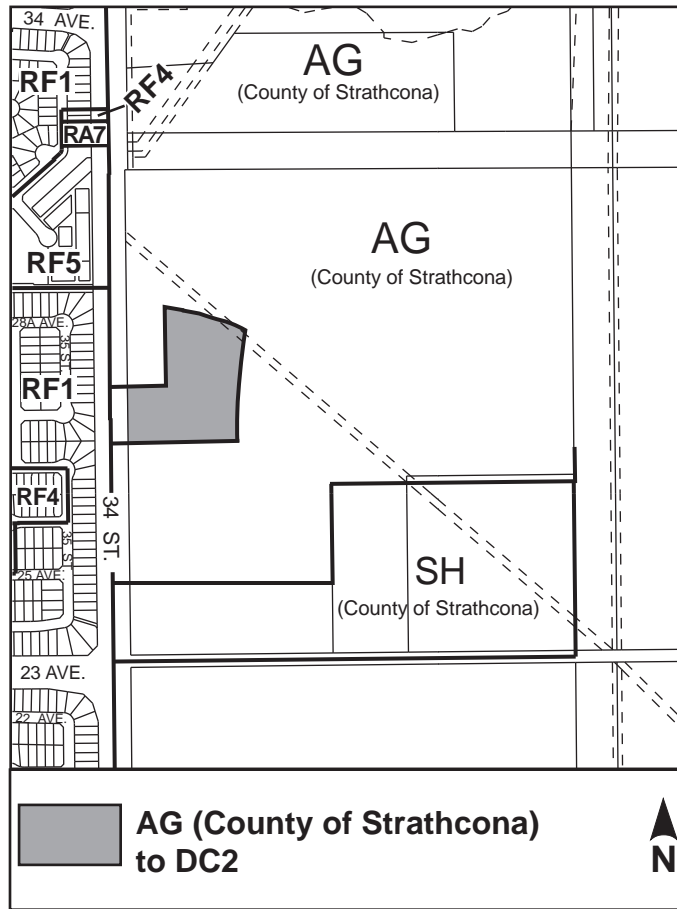 34 AVE.
AG
(County of Strathcona)
RF1
RF4
RA7
AG
(County of Strathcona)
RF5
28A AVE.
35 ST.
RF1
RF4
34 ST.
35 ST.
25 AVE.
SH
(County of Strathcona)
23 AVE.
22 AVE.
AG (County of Strathcona)
to DC2
N